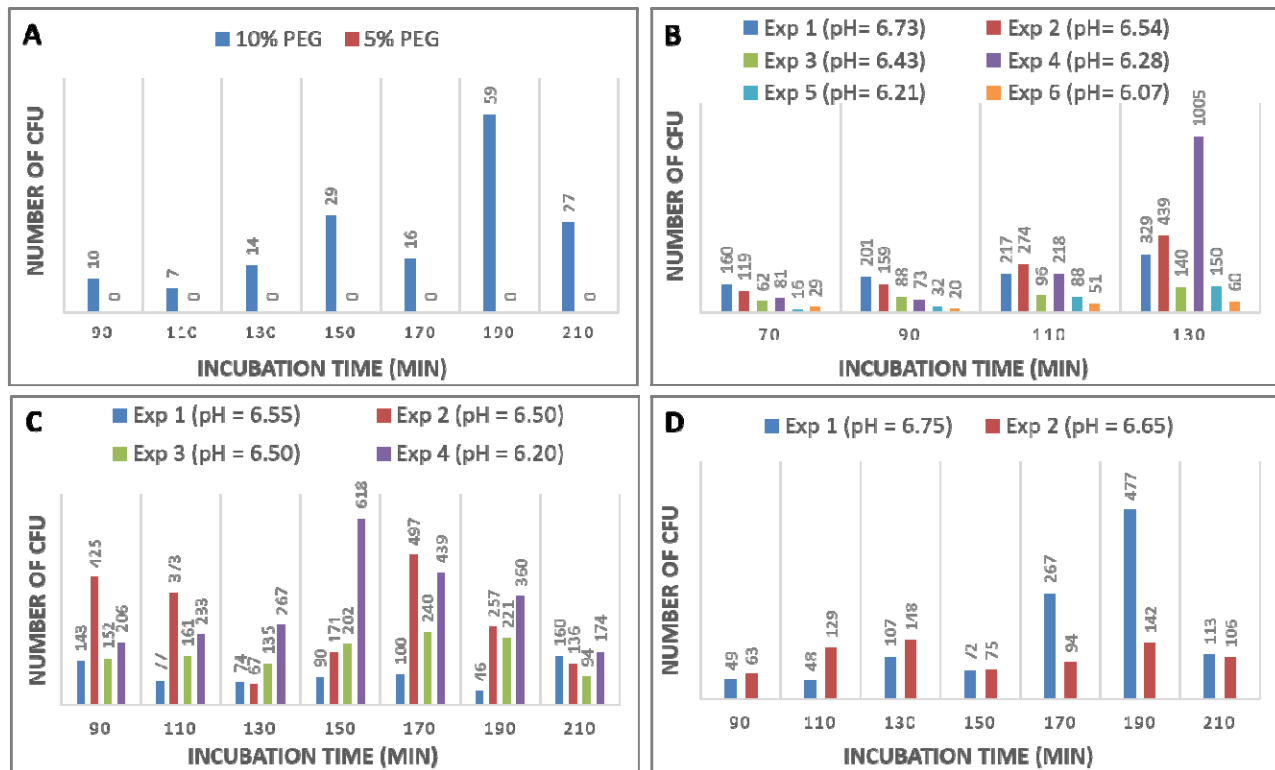 A
10% PEG 5% PEG
NUMBER OF CFU
10 0 7 0 14 0 29 0 16 0 59 0 27 0
90 110 130 150 170 190 210
INCUBATION TIME (MIN)
B
Exp 1 (pH= 6.73) Exp 2 (pH= 6.54)
Exp 3 (pH= 6.43) Exp 4 (pH= 6.28)
Exp 5 (pH= 6.21) Exp 6 (pH= 6.07)
NUMBER OF CFU
160 119 62 81 16 29 201 159 88 73 32 20 217 274 96 218 88 51 329 439 140 1005 150 60
70 90 110 130
INCUBATION TIME (MIN)
C
Exp 1 (pH = 6.55) Exp 2 (pH = 6.50)
Exp 3 (pH = 6.50) Exp 4 (pH = 6.20)
NUMBER OF CFU
425 152 206 77 373 161 233 74 67 135 267 90 171 202 618 100 497 240 439 46 257 221 360 160 136 94 174
90 110 130 150 170 190 210
INCUBATION TIME (MIN)
D
Exp 1 (pH = 6.75) Exp 2 (pH = 6.65)
NUMBER OF CFU
49 63 48 129 107 148 72 75 267 94 477 142 113 106
90 110 130 150 170 190 210
INCUBATION TIME (MIN)